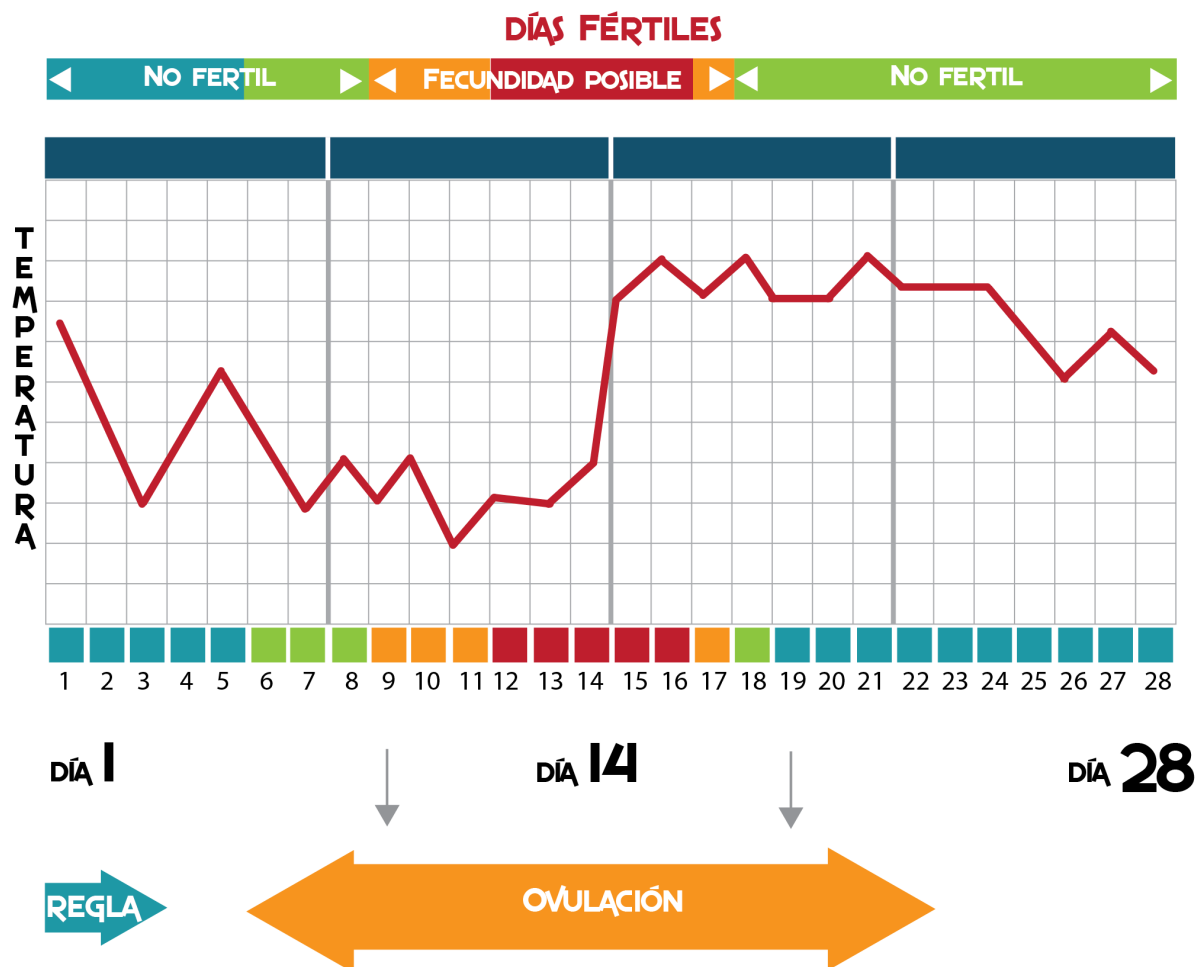 DÍAS FÉRTILES
NO FERTIL FECUNDIDAD POSIBLE NO FERTIL
TEMPERATURA
1 2 3 4 5 6 7 8 9 10 11 12 13 14 15 16 17 18 19 20 21 22 23 24 25 26 27 28
DÍA 1 DÍA 14 DÍA 28
REGLA OVULACIÓN